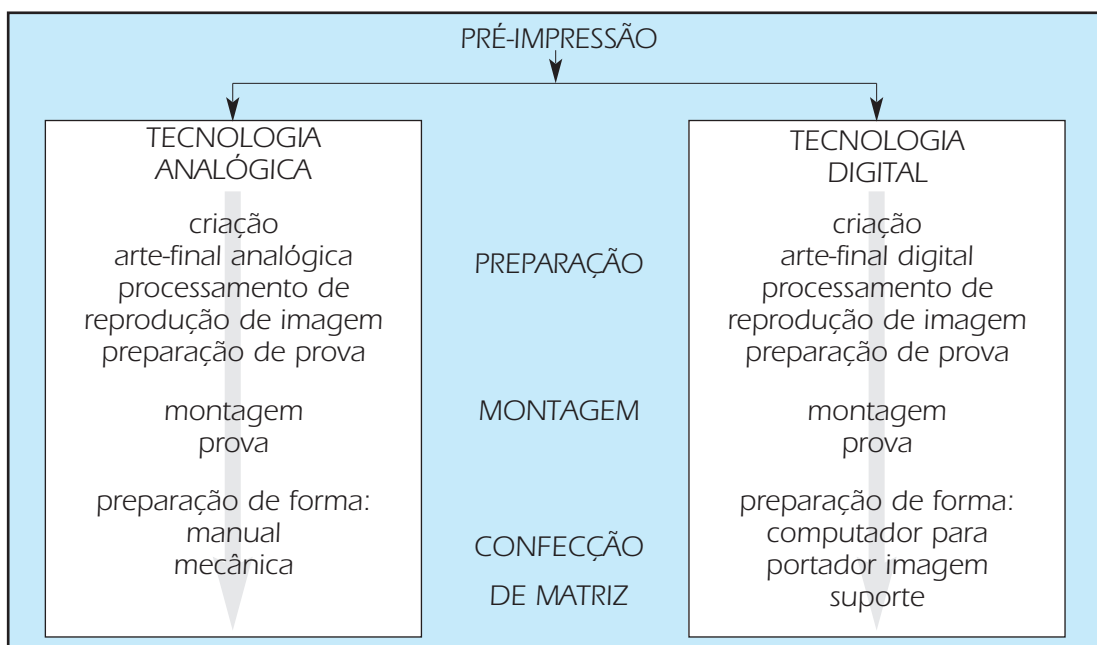 PRÉ-IMPRESSÃO
TECNOLOGIA
ANALÓGICA
criação
arte-final analógica
processamento de
reprodução de imagem
preparação de prova
montagem
prova
preparação de forma:
manual
mecânica
PREPARAÇÃO
MONTAGEM
CONFECÇÃO
DE MATRIZ
TECNOLOGIA
DIGITAL
criação
arte-final digital
processamento de
reprodução de imagem
preparação de prova
montagem
prova
preparação de forma:
computador para
portador imagem
suporte